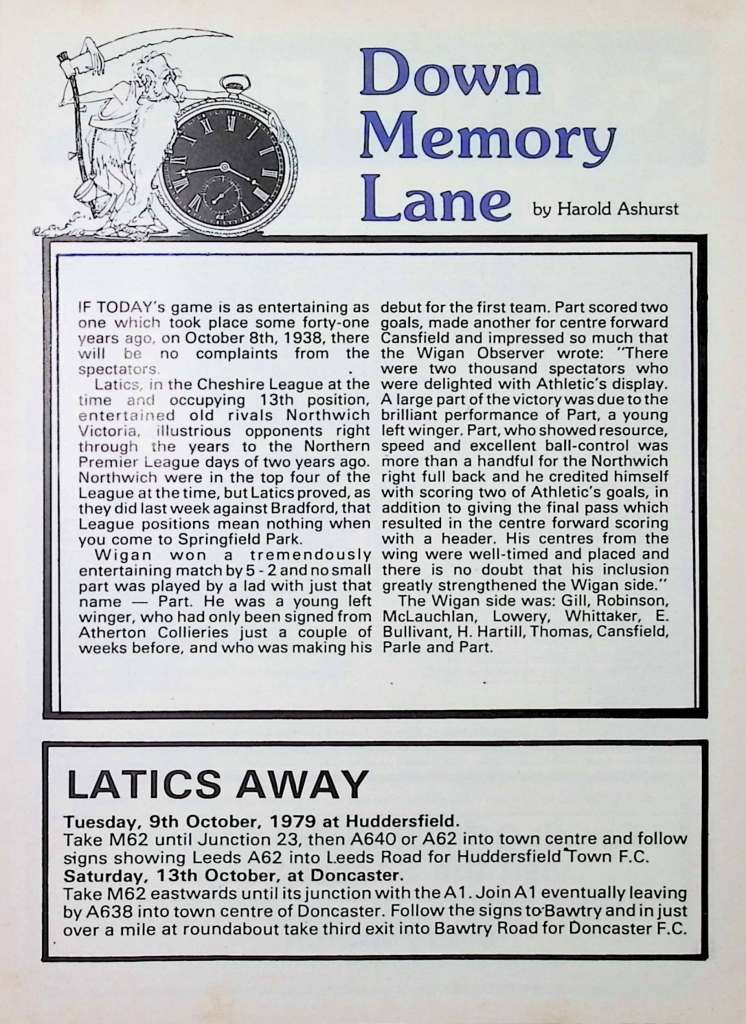 Down
Memory
Lane by Harold Ashurst
IF TODAY's game is as entertaining as
one which took place some forty-one
years ago, on October 8th, 1938, there
will be no complaints from the
spectators.
Latics, in the Cheshire League at the
time and occupying 13th position,
entertained old rivals Northwich
Victoria, illustrious opponents right
through the years to the Northern
Premier League days of two years ago.
Northwich were in the top four of the
League at the time, but Latics proved, as
they did last week against Bradford, that
League positions mean nothing when
you come to Springfield Park.
Wigan won a tremendously
entertaining match by 5 - 2 and no small
part was played by a lad with just that
name — Part. He was a young left
winger, who had only been signed from
Atherton Collieries just a couple of
weeks before, and who was making his
debut for the first team. Part scored two
goals, made another for centre forward
Cansfield and impressed so much that
the Wigan Observer wrote: "There
were two thousand spectators who
were delighted with Athletic's display.
A large part of the victory was due to the
brilliant performance of Part, a young
left winger. Part, who showed resource,
speed and excellent ball-control was
more than a handful for the Northwich
right full back and he credited himself
with scoring two of Athletic's goals, in
addition to giving the final pass which
resulted in the centre forward scoring
with a header. His centres from the
wing were well-timed and placed and
there is no doubt that his inclusion
greatly strengthened the Wigan side."
The Wigan side was: Gill, Robinson,
McLauchlan, Lowery, Whittaker, E.
Bullivant, H. Hartill, Thomas, Cansfield,
Parle and Part.
LATICS AWAY
Tuesday, 9th October, 1979 at Huddersfield.
Take M62 until Junction 23, then A640 or A62 into town centre and follow
signs showing Leeds A62 into Leeds Road for Huddersfield Town F.C.
Saturday, 13th October, at Doncaster.
Take M62 eastwards until its junction with the A1. Join A1 eventually leaving
by A638 into town centre of Doncaster. Follow the signs to Bawtry and in just
over a mile at roundabout take third exit into Bawtry Road for Doncaster F.C.